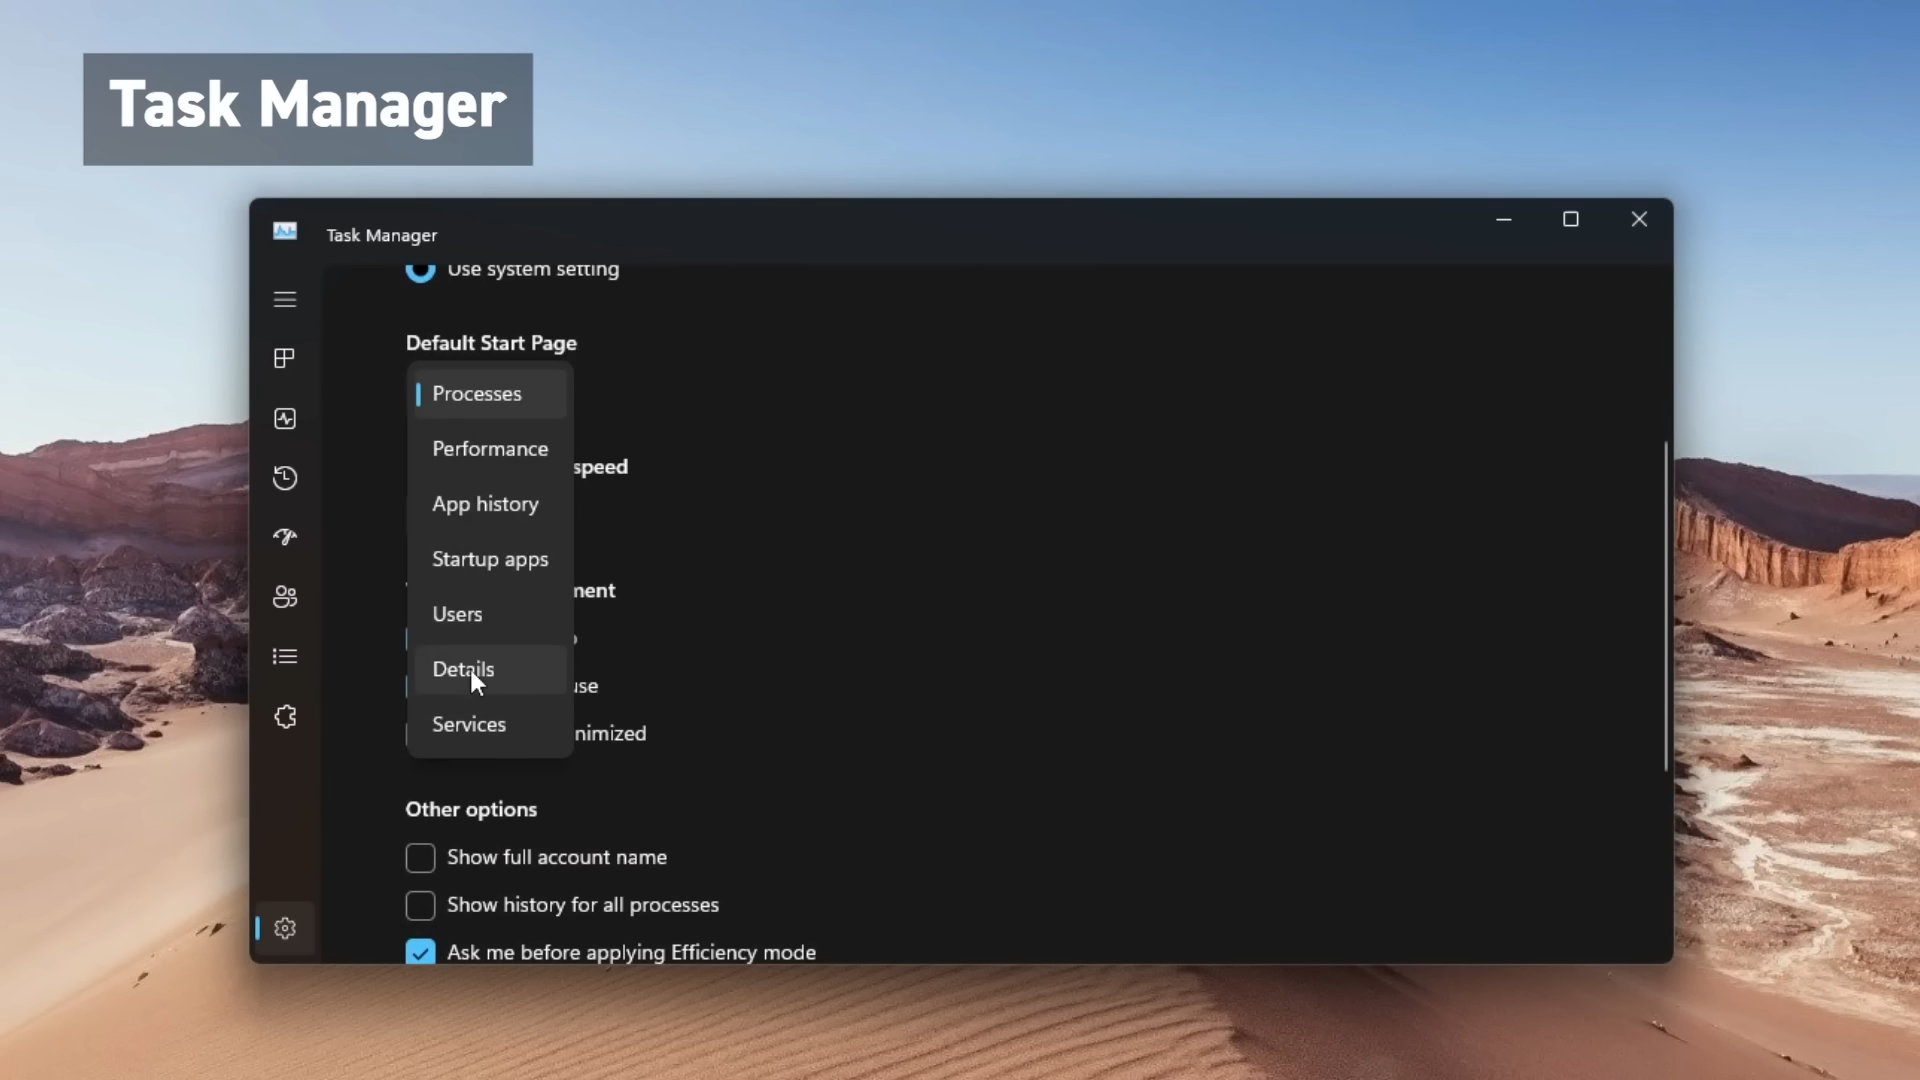 Task Manager
Task Manager
Use system setting
Default Start Page
Processes
Performance
speed
App history
Startup apps
ment
Users
Details
use
Services
nimized
Other options
Show full account name
Show history for all processes
Ask me before applying Efficiency mode